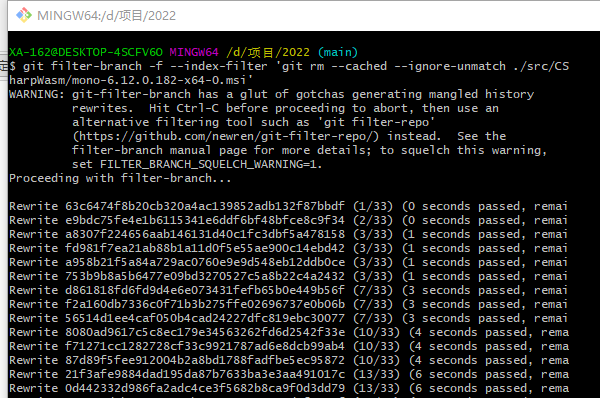 MINGW64:/d/项目/2022
XA-162@DESKTOP-4SCFV6O MINGW64 /d/项目/2022 (main)
$ git filter-branch -f --index-filter 'git rm --cached --ignore-unmatch ./src/CS
harpWasm/mono-6.12.0.182-x64-0.msi'
WARNING: git-filter-branch has a glut of gotchas generating mangled history
rewrites.  Hit Ctrl-C before proceeding to abort, then use an
alternative filtering tool such as 'git filter-repo'
(https://github.com/newren/git-filter-repo/) instead.  See the
filter-branch manual page for more details; to squelch this warning,
set FILTER_BRANCH_SQUELCH_WARNING=1.
Proceeding with filter-branch...
Rewrite 63c6474f8b20cb320a4ac139852adb132f87bbdf (1/33) (0 seconds passed, remai
Rewrite e9bdc75fe4e1b6115341e6ddf6bf48bfce8c9f34 (2/33) (0 seconds passed, remai
Rewrite a8307f224656aab146131d40c1fc3dbf5a478158 (3/33) (1 seconds passed, remai
Rewrite fd981f7ea21ab88b1a11d0f5e55ae900c14ebd42 (3/33) (1 seconds passed, remai
Rewrite a958b21f5a84a729ac0760e9e9d548eb12ddb0ce (3/33) (1 seconds passed, remai
Rewrite 753b9b8a5b6477e09bd3270527c5a8b22c4a2432 (3/33) (1 seconds passed, remai
Rewrite d861818fd6fd9d4e6e073431fefb65b0e449b56f (7/33) (3 seconds passed, remai
Rewrite f2a160db7336c0f71b3b275ffe02696737e0b06b (7/33) (3 seconds passed, remai
Rewrite 56514d1ee4caf050b4cad24227dfc819ebc30077 (7/33) (3 seconds passed, remai
Rewrite 8080ad9617c5c8ec179e34563262fd6d2542f33e (10/33) (4 seconds passed, rema
Rewrite f71271cc1282728cf33c9921787ad6e8dcb99ab4 (10/33) (4 seconds passed, rema
Rewrite 87d89f5fee912004b2a8bd1788fadfbe5ec95872 (10/33) (4 seconds passed, rema
Rewrite 21f3afe9884dad195da87b7633ba3e3aa491017c (13/33) (6 seconds passed, rema
Rewrite 0d442332d986fa2adc4ce3f5682b8ca9f0d3dd79 (13/33) (6 seconds passed, rema